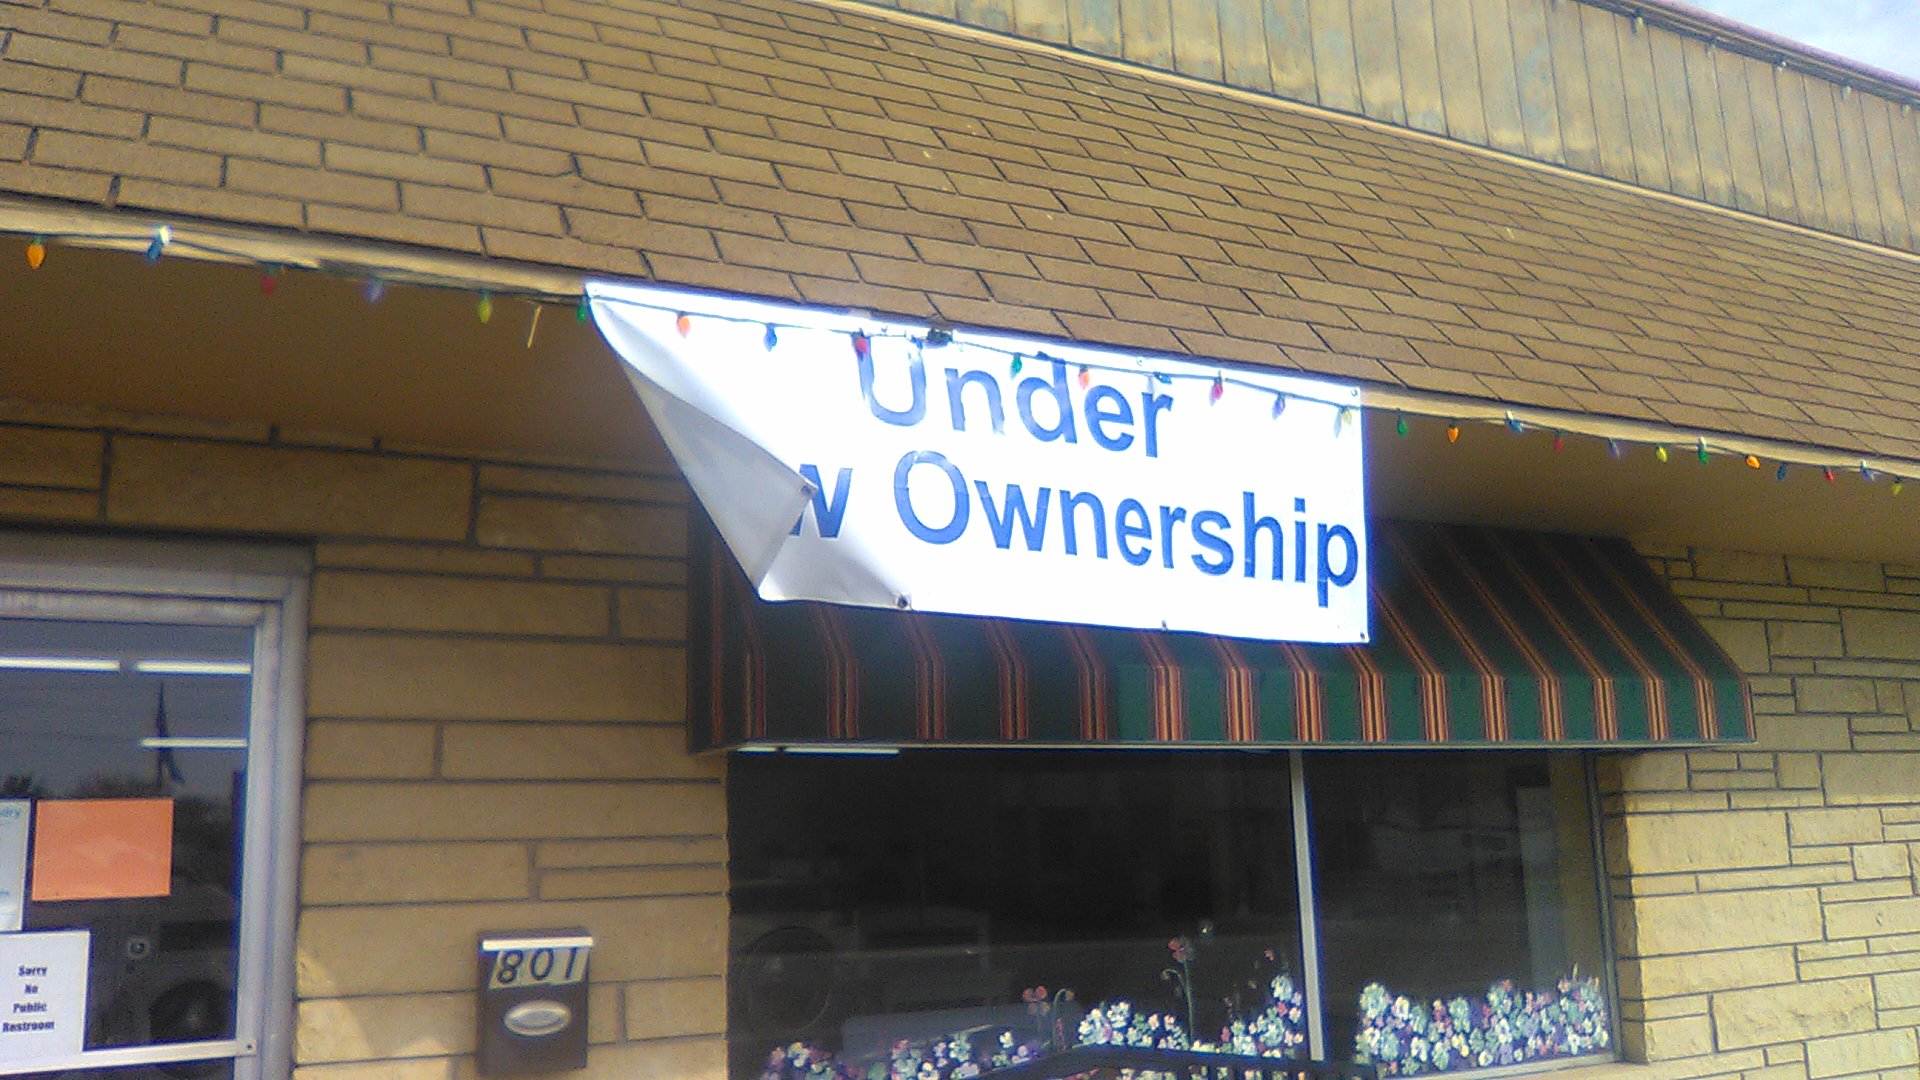 Under
w Ownership
801
Sorry
No
Public
Restroom